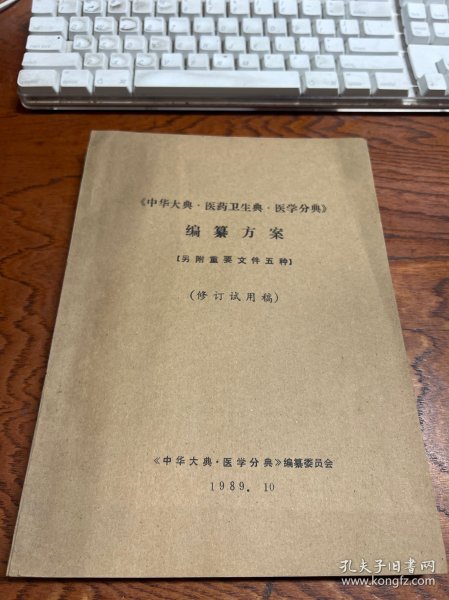 《中华大典·医药卫生典·医学分典》
编纂方案
【另附重要文件五种】
(修订试用稿)
《中华大典·医学分典》编纂委员会
1989.10
孔夫子旧书网
www.kongfz.com